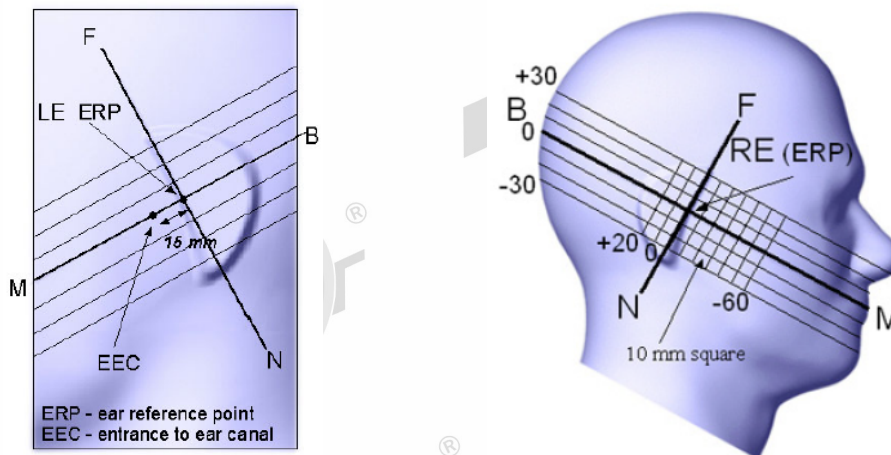 F
LE ERP
B
15 mm
M
EEC
N
ERP - ear reference point
EEC - entrance to ear canal
®
®
+30
B
0
-30
F
RE (ERP)
+20
0
N
-60
M
10 mm square